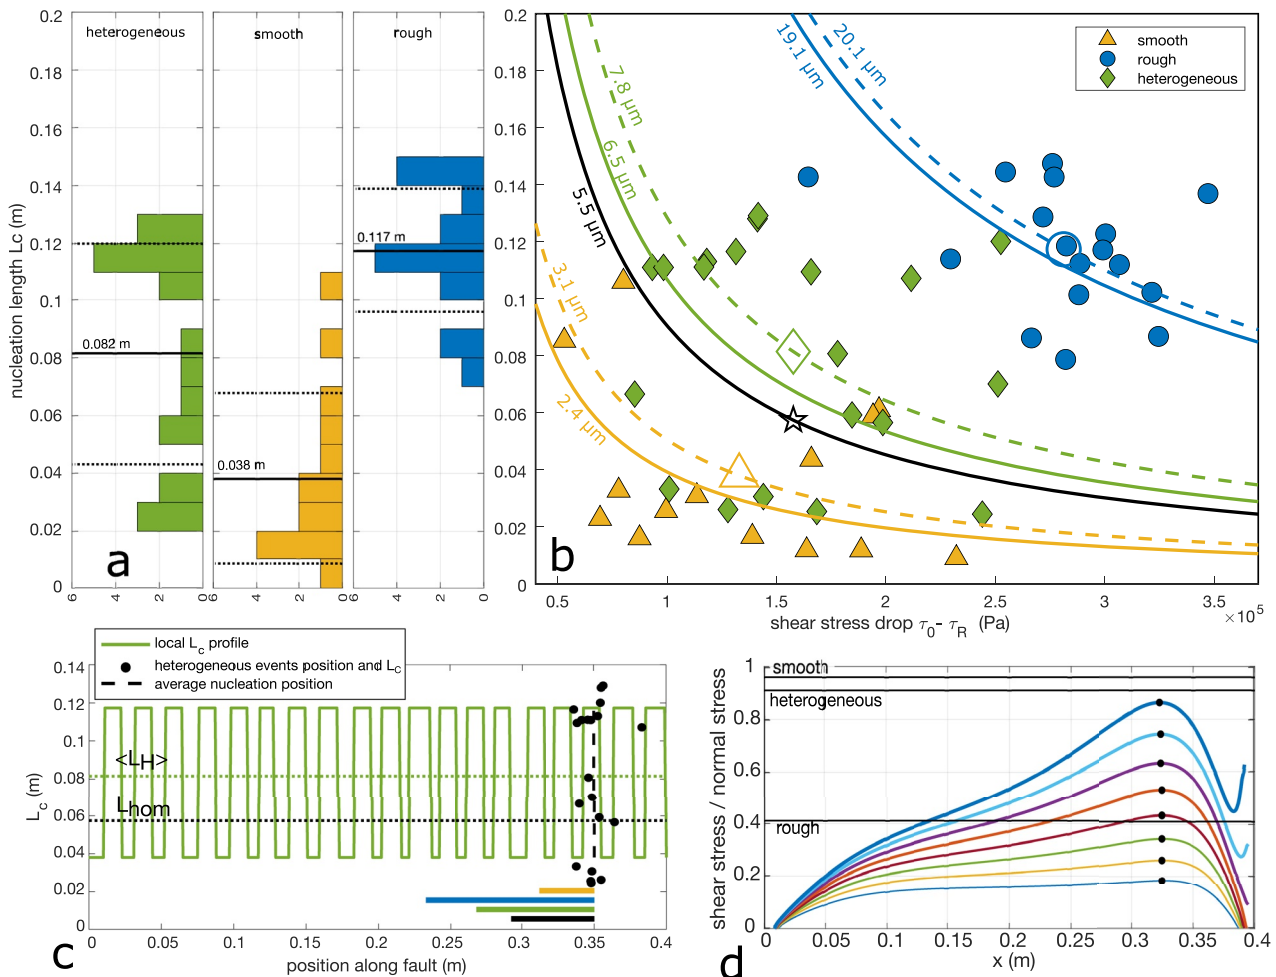 nucleation length Lc (m)
0.2
0.18
0.16
0.14
0.12
0.1
0.08
0.06
0.04
0.02
0
heterogeneous
smooth
rough
0.082 m
0.038 m
0.117 m
6
4
2
0
6
4
2
0
6
4
2
0
a
0.2
0.18
0.16
0.14
0.12
0.1
0.08
0.06
0.04
0.02
0
smooth
rough
heterogeneous
20.1 µm
19.1 µm
7.8 µm
6.5 µm
5.5 µm
3.1 µm
2.4 µm
b
0.5
1
1.5
2
2.5
3
3.5
×10⁵
shear stress drop τ₀- τR (Pa)
local Lc profile
heterogeneous events position and Lc
average nucleation position
Lc (m)
0.14
0.12
0.1
0.08
0.06
0.04
0.02
0
<LH>
Lhom
0
0.05
0.1
0.15
0.2
0.25
0.3
0.35
0.4
position along fault (m)
c
shear stress / normal stress
1
0.8
0.6
0.4
0.2
0
smooth
heterogeneous
rough
0
0.05
0.10
0.15
0.20
0.25
0.30
0.35
0.4
x (m)
d